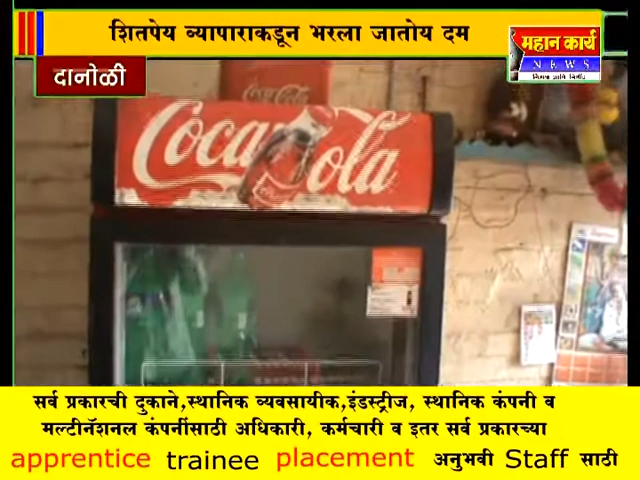 शितपेय व्यापाराकडून भरला जातोय दम
महान कार्य
NEWS
दानोळी
Coca-Cola
Coca-Cola
सर्व प्रकारची दुकाने,स्थानिक व्यवसायीक,इंडस्ट्रीज, स्थानिक कंपनी व
मल्टीनॅशनल कंपनींसाठी अधिकारी, कर्मचारी व इतर सर्व प्रकारच्या
apprentice trainee placement अनुभवी Staff साठी